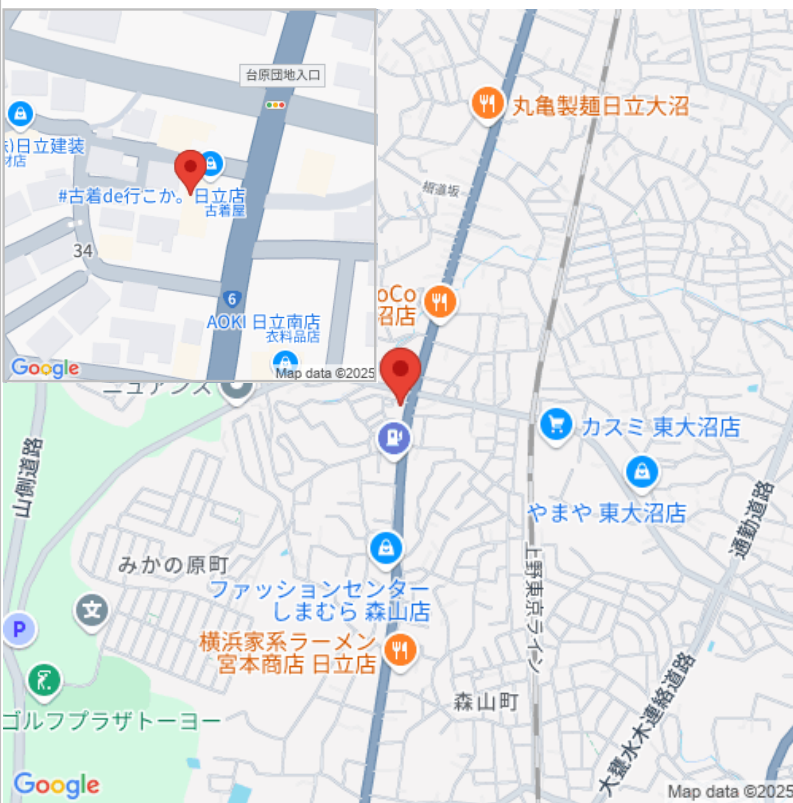 台原団地入口
)日立建装
材店
#古着de行こか。日立店
古着屋
34
6
AOKI 日立南店
衣料品店
Google
Map data ©2025
丸亀製麺日立大沼
oCo
沼店
ニュアンス
山側道路
カスミ 東大沼店
やまや 東大沼店
通勤道路
みかの原町
上野東京ライン
ファッションセンター
しまむら 森山店
文
P
横浜家系ラーメン
宮本商店 日立店
森山町
ゴルフプラザトーヨー
大甕水木連絡道路
Google
Map data ©2025